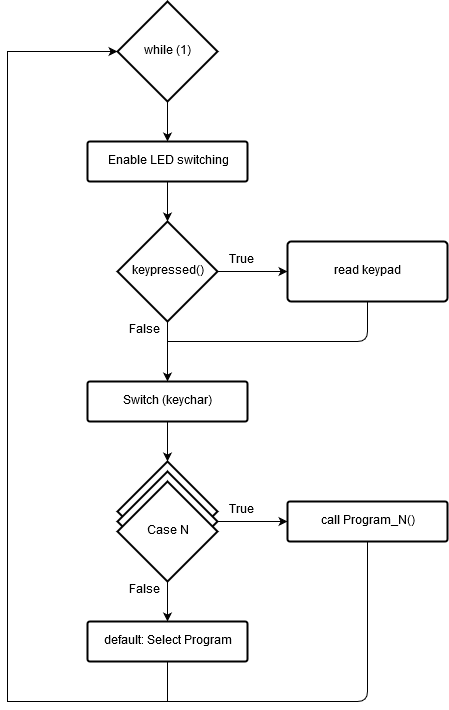 while (1)
Enable LED switching
keypressed()
True
read keypad
False
Switch (keychar)
Case N
True
call Program_N()
False
default: Select Program